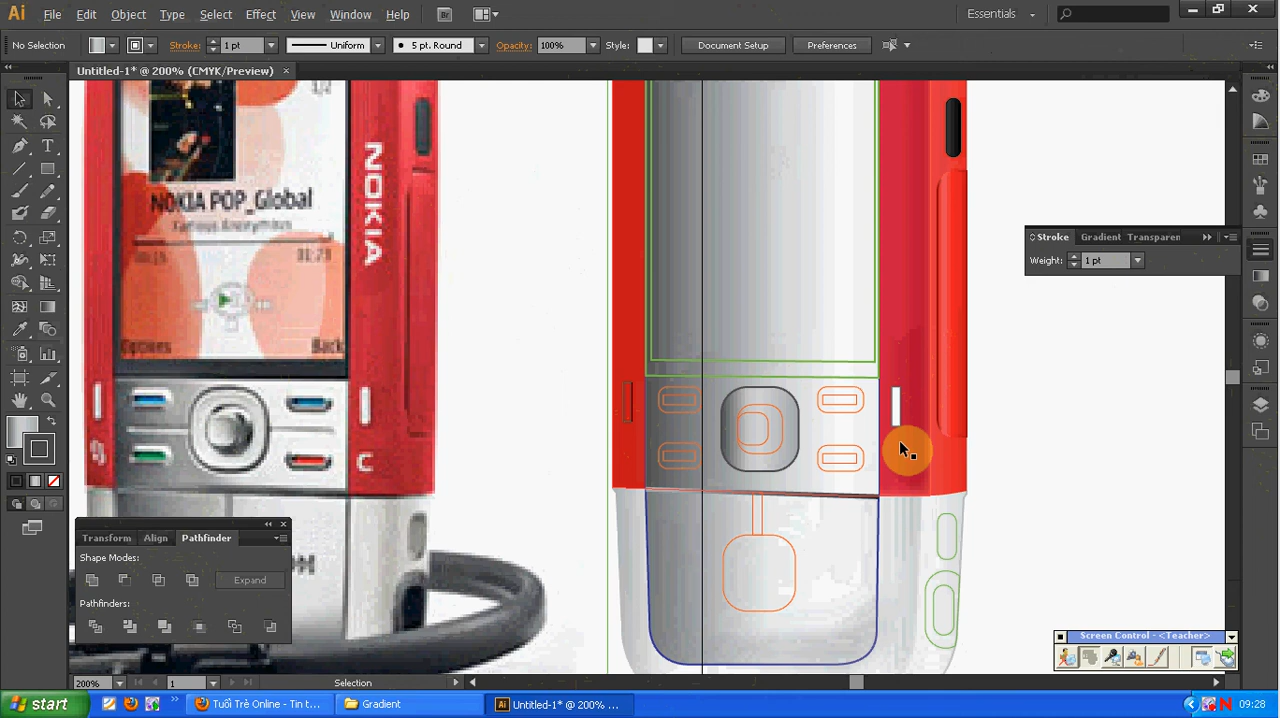 Ai File Edit Object Type Select Effect View Window Help Br Essentials
No Selection Stroke: 1 pt Uniform 5 pt. Round Opacity: 100% Style: Document Setup Preferences
Untitled-1* @ 200% (CMYK/Preview)
1/2
NOKIA
NOKIA POP_Global
Options Back
C
Stroke Gradient Transparen
Weight: 1 pt
Transform Align Pathfinder
Shape Modes:
Expand
Pathfinders:
Screen Control - <Teacher>
200% 1 Selection
start Tuổi Trẻ Online - Tin t... Gradient Untitled-1* @ 200% ... 09:28